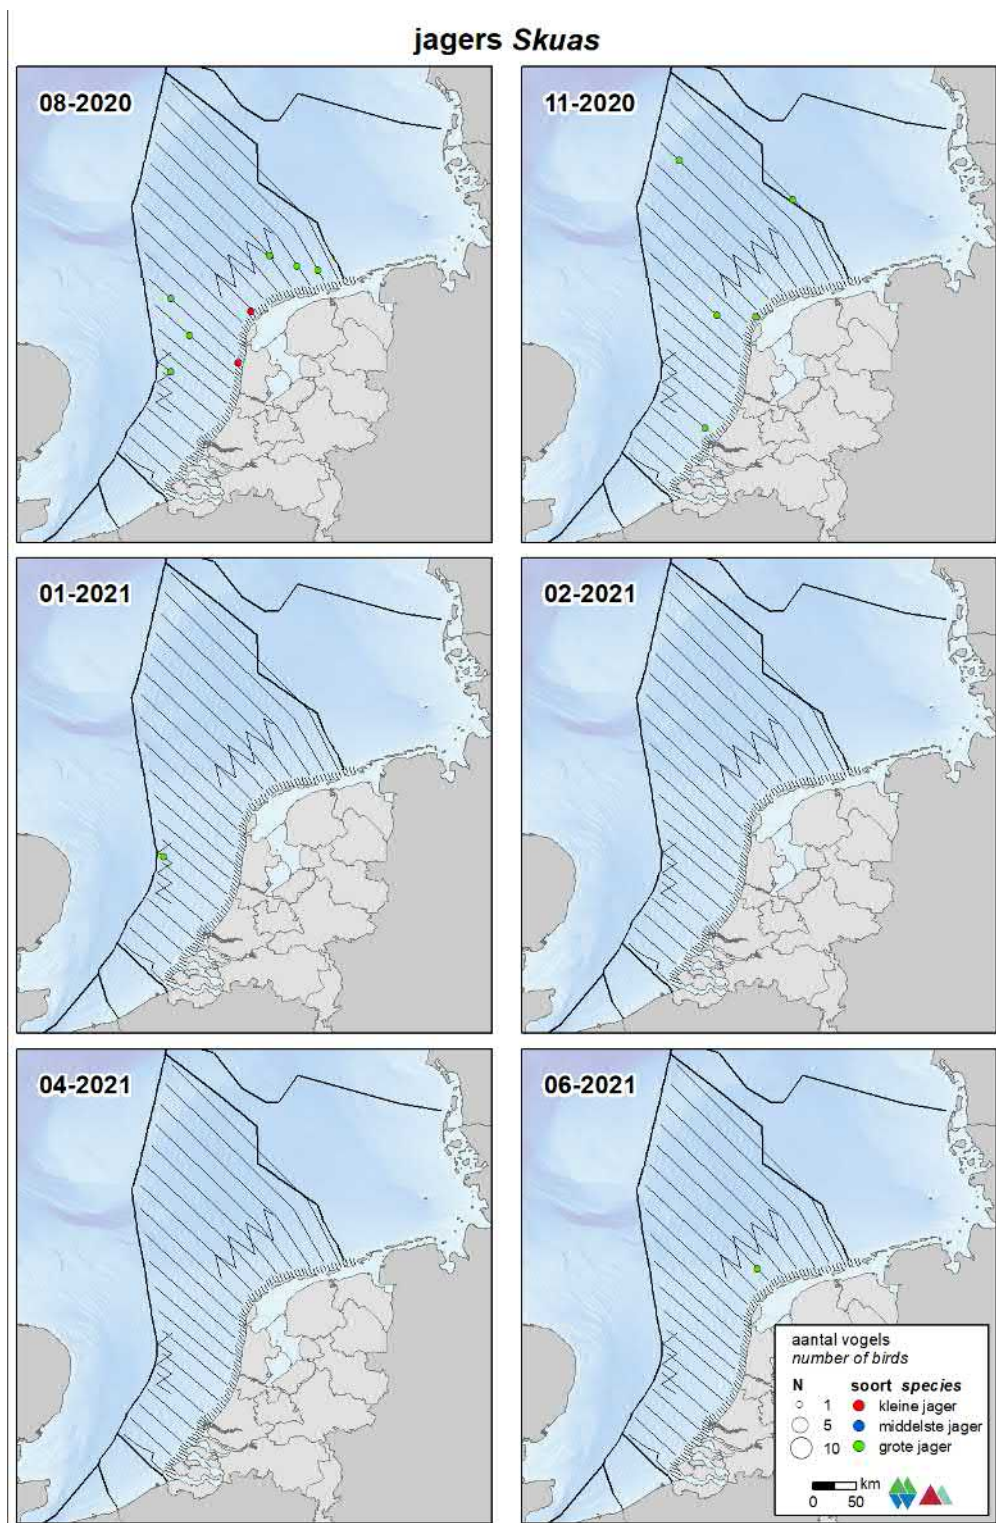 jagers Skuas
08-2020
11-2020
01-2021
02-2021
04-2021
06-2021
aantal vogels
number of birds
N soort species
1 kleine jager
5 middelste jager
10 grote jager
km
0 50